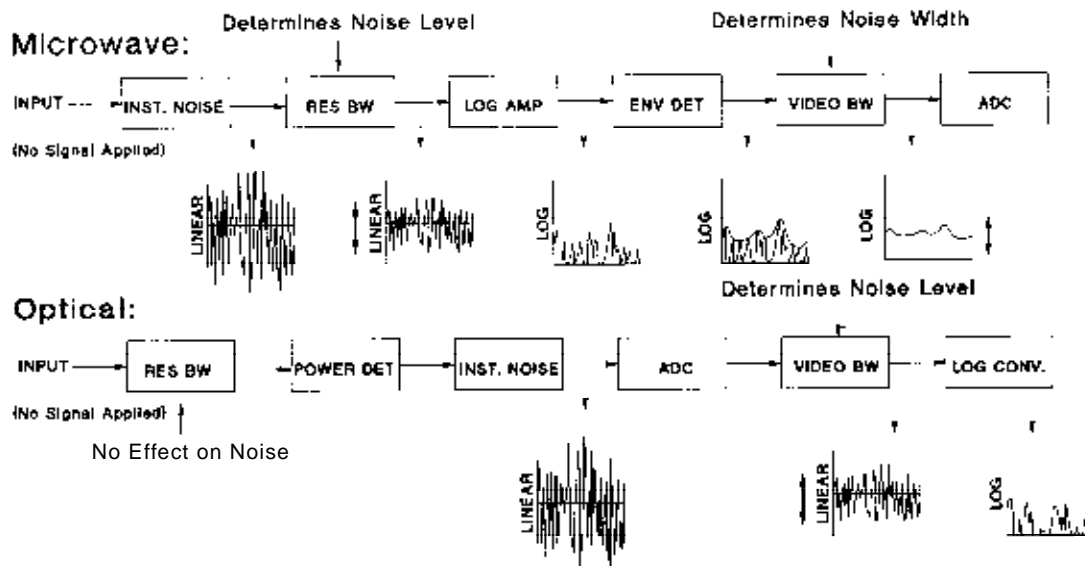 Determines Noise Level
Determines Noise Width
Microwave:
INPUT
INST. NOISE
RES BW
LOG AMP
ENV DET
VIDEO BW
ADC
(No Signal Applied)
LINEAR
LINEAR
LOG
LOG
LOG
Determines Noise Level
Optical:
INPUT
RES BW
POWER DET
INST. NOISE
ADC
VIDEO BW
LOG CONV.
(No Signal Applied)
No Effect on Noise
LINEAR
LINEAR
LOG